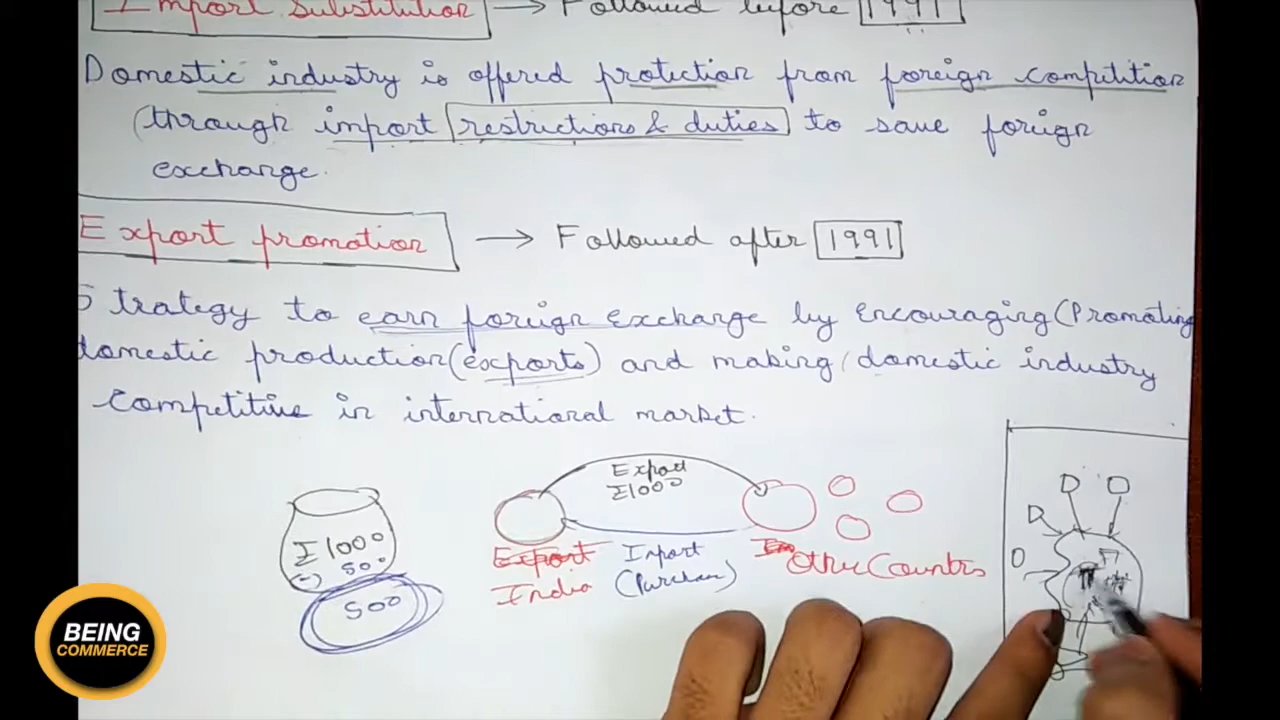 Import substitution → Followed before 1991
Domestic industry is offered protection from foreign competition
(through import restrictions & duties to save foreign
exchange.
Export promotion → Followed after 1991
Strategy to earn foreign exchange by Encouraging (Promoting
domestic production (exports) and making domestic industry
Competitive in international market.
Export
₹1000
₹1000
(-) 500
500
Export Import
India (Purchase)
Other Countries
D D
D
D
BEING
COMMERCE